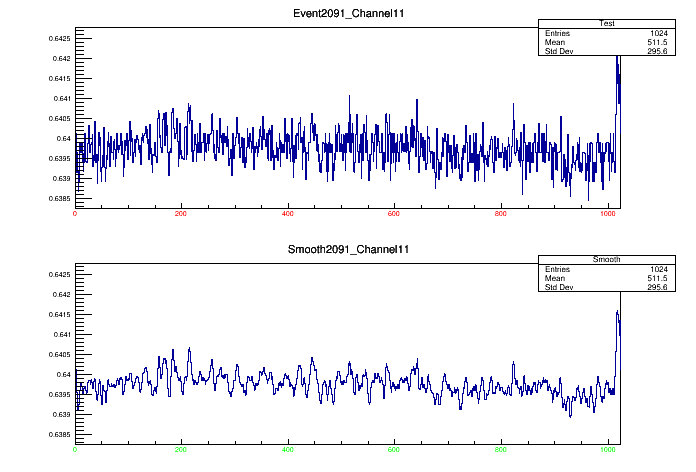 Event2091_Channel11
Test
Entries 1024
Mean 511.5
Std Dev 295.6
0.6425
0.642
0.6415
0.641
0.6405
0.64
0.6395
0.639
0.6385
0 200 400 600 800 1000
Smooth2091_Channel11
Smooth
Entries 1024
Mean 511.5
Std Dev 295.6
0.6425
0.642
0.6415
0.641
0.6405
0.64
0.6395
0.639
0.6385
0 200 400 600 800 1000